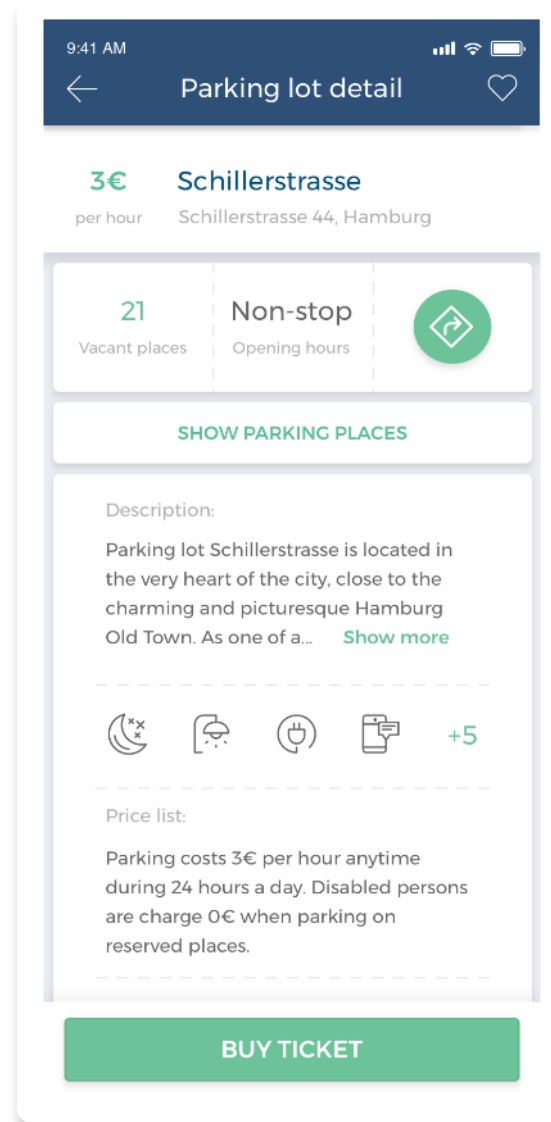 9:41 AM
Parking lot detail
3€ Schillerstrasse
per hour Schillerstrasse 44, Hamburg
21 Non-stop
Vacant places Opening hours
SHOW PARKING PLACES
Description:
Parking lot Schillerstrasse is located in
the very heart of the city, close to the
charming and picturesque Hamburg
Old Town. As one of a... Show more
+5
Price list:
Parking costs 3€ per hour anytime
during 24 hours a day. Disabled persons
are charge 0€ when parking on
reserved places.
BUY TICKET